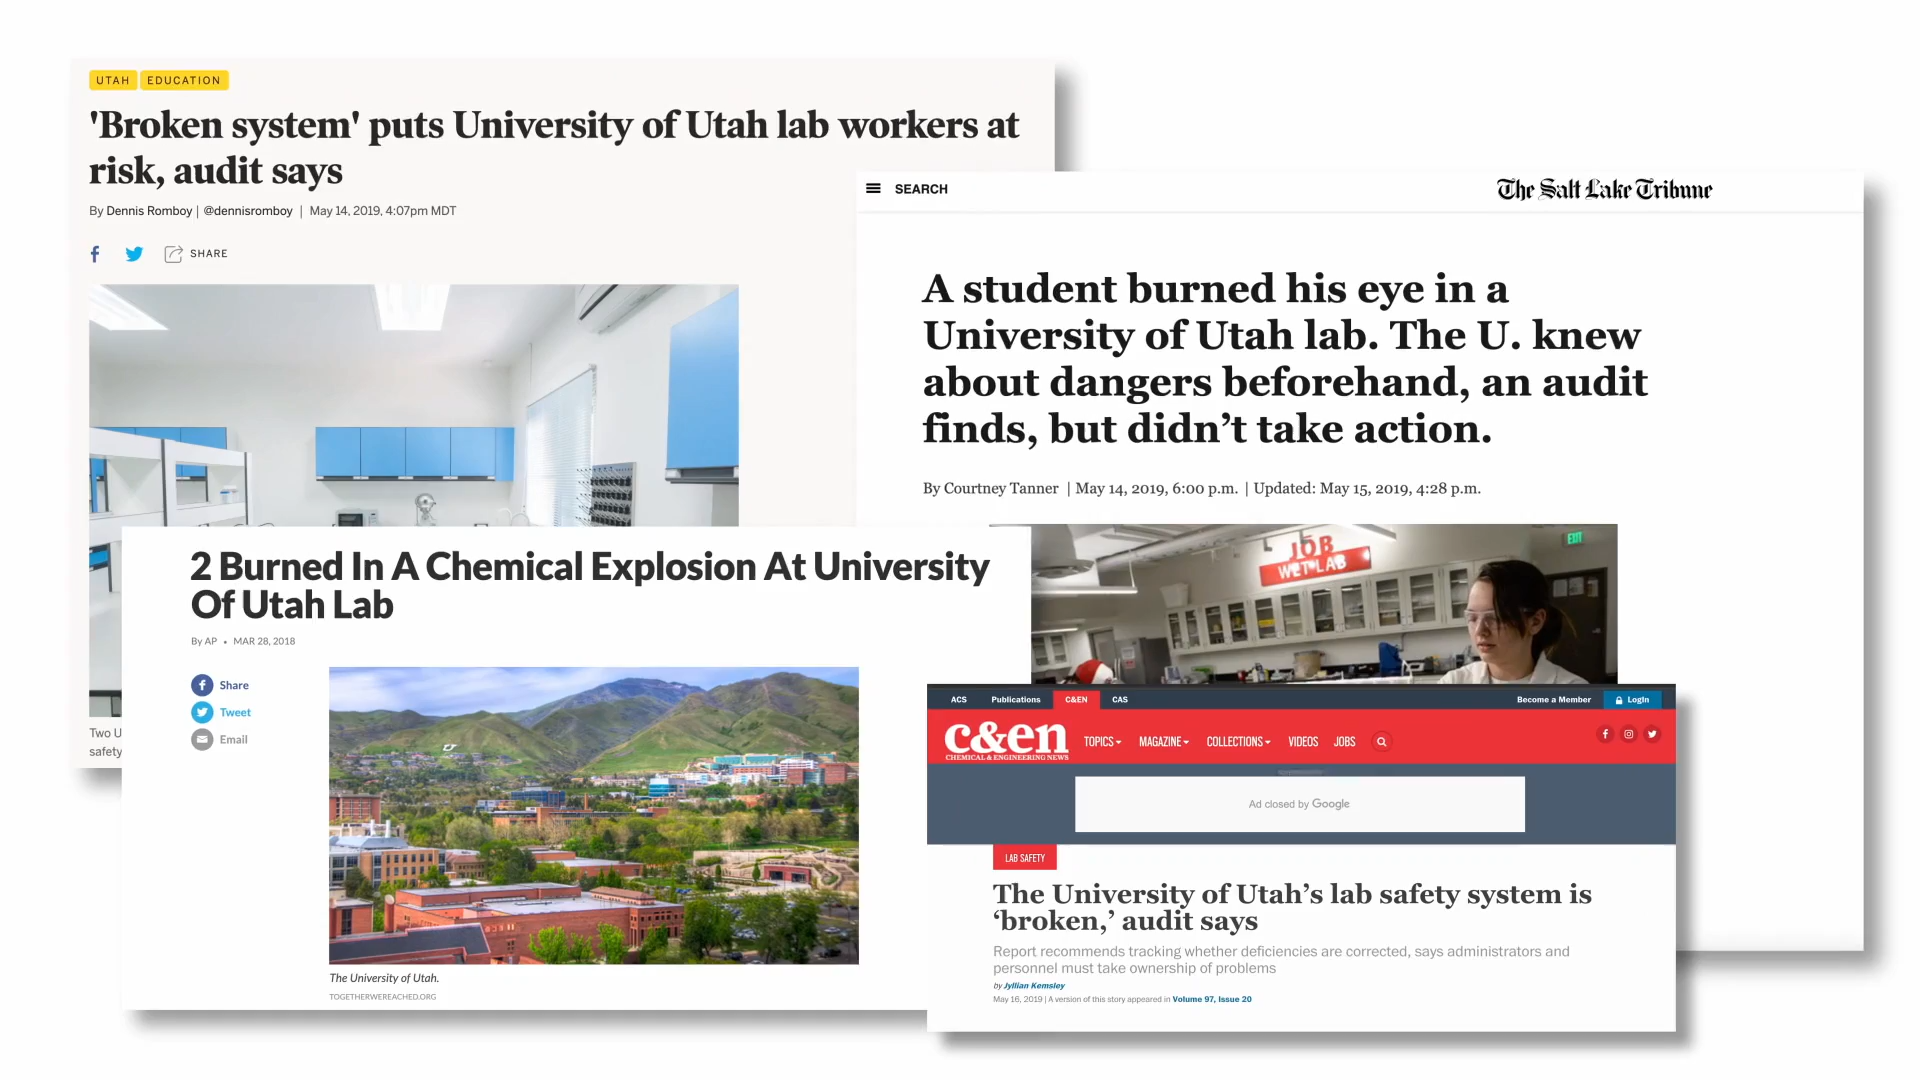 UTAH EDUCATION
'Broken system' puts University of Utah lab workers at
risk, audit says
By Dennis Romboy | @dennisromboy | May 14, 2019, 4:07pm MDT
SHARE
Two U
safety
SEARCH
The Salt Lake Tribune
A student burned his eye in a
University of Utah lab. The U. knew
about dangers beforehand, an audit
finds, but didn’t take action.
By Courtney Tanner | May 14, 2019, 6:00 p.m. | Updated: May 15, 2019, 4:28 p.m.
JOB
WET LAB
EXIT
2 Burned In A Chemical Explosion At University
Of Utah Lab
By AP • MAR 28, 2018
Share
Tweet
Email
U
The University of Utah.
TOGETHERWEREACHED.ORG
ACS Publications C&EN CAS Become a Member Login
c&en
CHEMICAL & ENGINEERING NEWS
TOPICS MAGAZINE COLLECTIONS VIDEOS JOBS
Ad closed by Google
LAB SAFETY
The University of Utah’s lab safety system is
‘broken,’ audit says
Report recommends tracking whether deficiencies are corrected, says administrators and
personnel must take ownership of problems
by Jyllian Kemsley
May 16, 2019 | A version of this story appeared in Volume 97, Issue 20